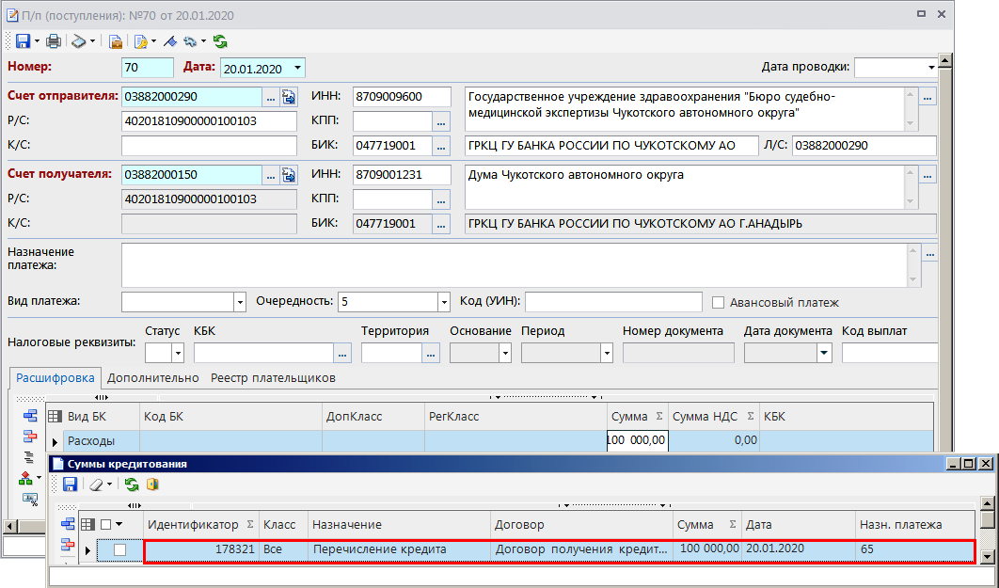 П/п (поступления): №70 от 20.01.2020
Номер: 70 Дата: 20.01.2020 Дата проводки:
Счет отправителя: 03882000290 ... ИНН: 8709009600 Государственное учреждение здравоохранения "Бюро судебно-
медицинской экспертизы Чукотского автономного округа" ...
Р/С: 40201810900000100103 КПП: ...
К/С: БИК: 047719001 ... ГРКЦ ГУ БАНКА РОССИИ ПО ЧУКОТСКОМУ АО Л/С: 03882000290
Счет получателя: 03882000150 ... ИНН: 8709001231 Дума Чукотского автономного округа ...
Р/С: 40201810900000100103 КПП: ...
К/С: БИК: 047719001 ... ГРКЦ ГУ БАНКА РОССИИ ПО ЧУКОТСКОМУ АО Г.АНАДЫРЬ
Назначение
платежа: ...
Вид платежа: Очередность: 5 Код (УИН): Авансовый платеж
Налоговые реквизиты: Статус КБК ... Территория ... Основание Период Номер документа Дата документа Код выплат
Расшифровка Дополнительно Реестр плательщиков
Вид БК Код БК ДопКласс РегКласс Сумма Σ Сумма НДС Σ КБК
Расходы 100 000,00 0,00
Суммы кредитования
Идентификатор Σ Класс Назначение Договор Сумма Σ Дата Назн. платежа
178321 Все Перечисление кредита Договор получения кредит... 100 000,00 20.01.2020 65